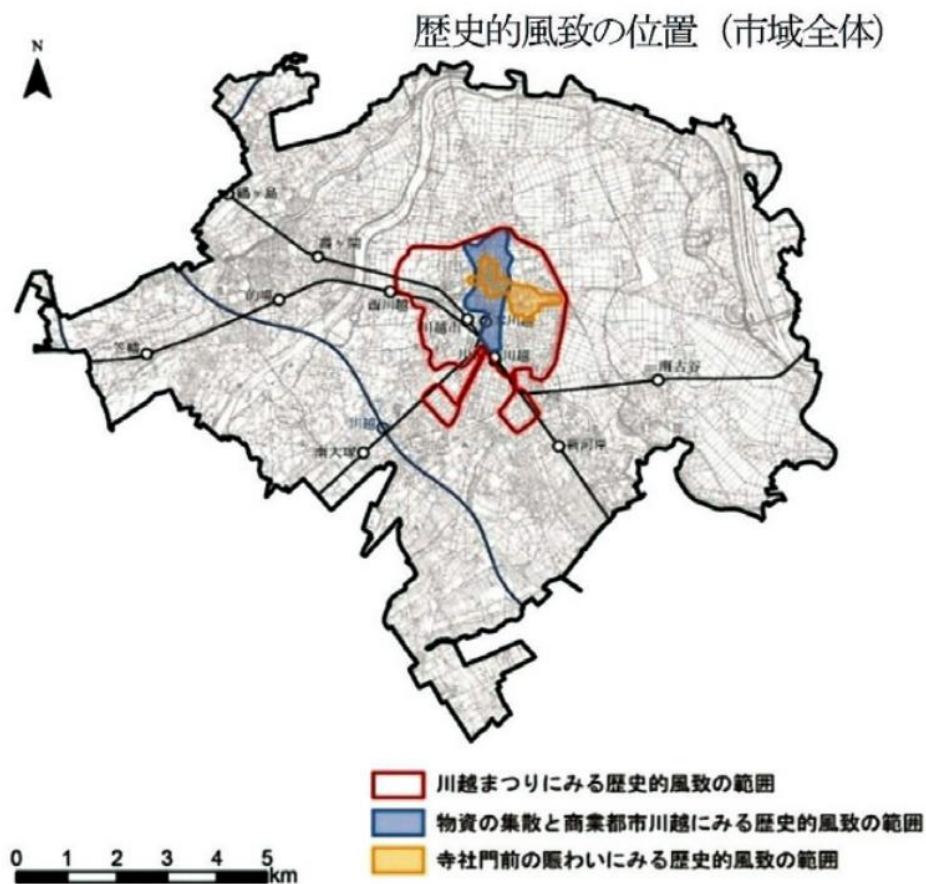 歴史的風致の位置（市域全体）
N
鶴ヶ島
霞ヶ関
的場
西川越
笠幡
川越市
本川越
川越
南古谷
川越
南大塚
新河岸
川越まつりにみる歴史的風致の範囲
物資の集散と商業都市川越にみる歴史的風致の範囲
寺社門前の賑わいにみる歴史的風致の範囲
0 1 2 3 4 5
km